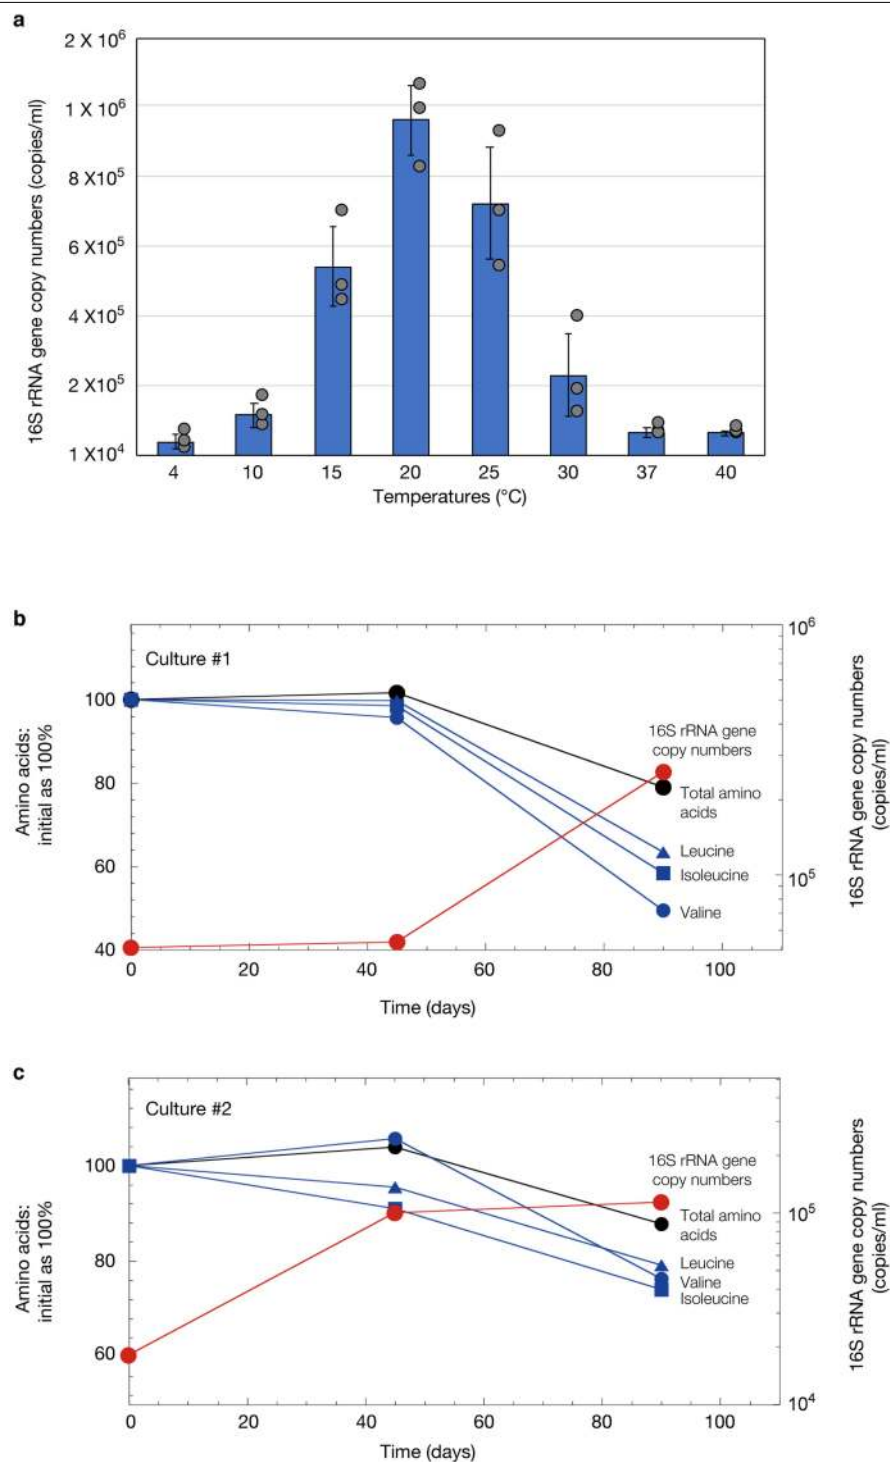 a
16S rRNA gene copy numbers (copies/ml)
2 X 10⁶
1 X 10⁶
8 X10⁵
6 X10⁵
4 X10⁵
2 X10⁵
1 X10⁴
4 10 15 20 25 30 37 40
Temperatures (°C)
b
Culture #1
Amino acids:
initial as 100%
100
80
60
40
0 20 40 60 80 100
Time (days)
16S rRNA gene
copy numbers
Total amino
acids
Leucine
Isoleucine
Valine
10⁶
10⁵
16S rRNA gene copy numbers
(copies/ml)
c
Culture #2
Amino acids:
initial as 100%
100
80
60
0 20 40 60 80 100
Time (days)
16S rRNA gene
copy numbers
Total amino
acids
Leucine
Valine
Isoleucine
10⁵
10⁴
16S rRNA gene copy numbers
(copies/ml)